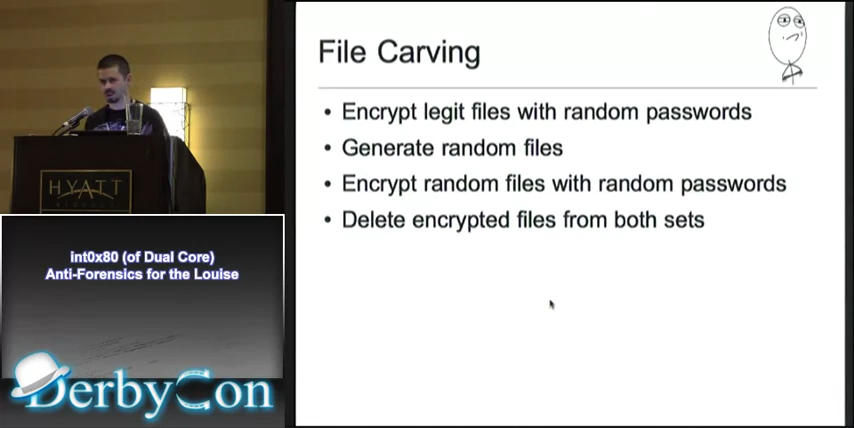 File Carving
• Encrypt legit files with random passwords
• Generate random files
• Encrypt random files with random passwords
• Delete encrypted files from both sets
HYATT
int0x80 (of Dual Core)
Anti-Forensics for the Louise
DerbyCon